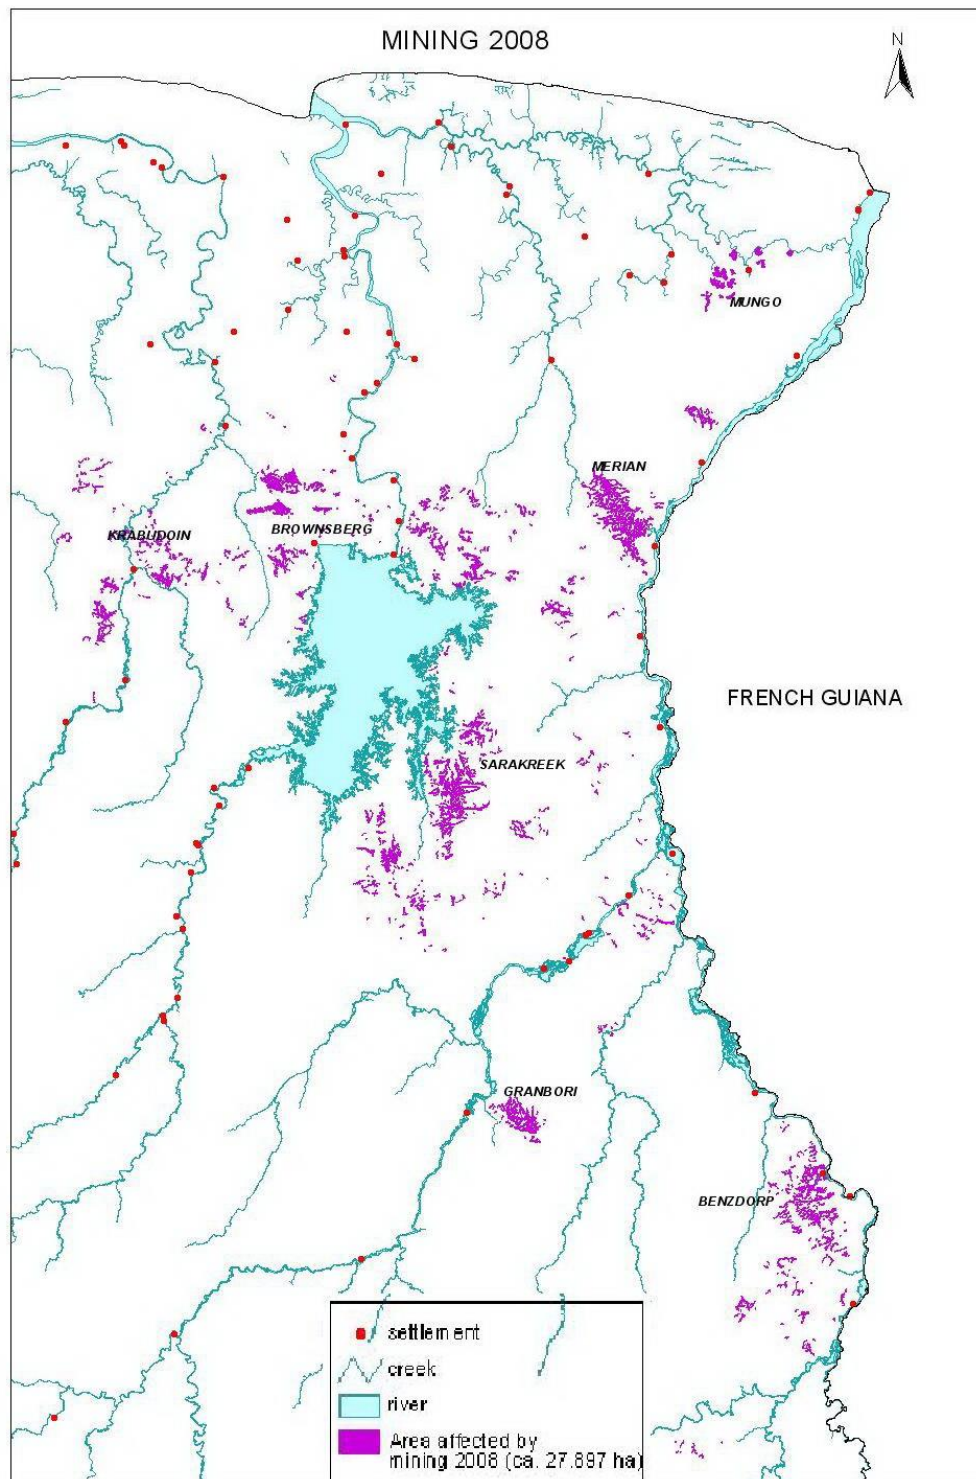 MINING 2008
N
MUNGO
MERIAN
KRABUDOIN
BROWNSBERG
FRENCH GUIANA
SARAKREEK
GRANBORI
BENZDORP
settlement
creek
river
Area affected by
mining 2008 (ca. 27.897 ha)